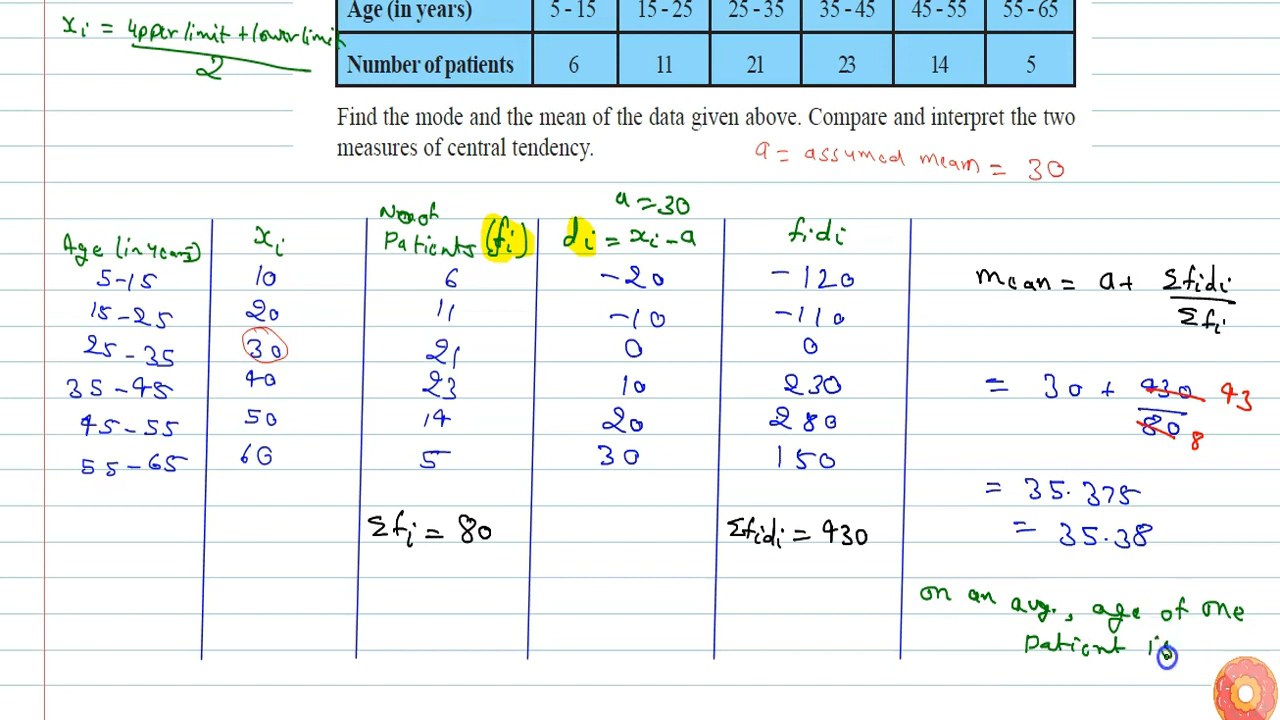 xi = upper limit + lower limit
2
Age (in years) 5 - 15 15 - 25 25 - 35 35 - 45 45 - 55 55 - 65
Number of patients 6 11 21 23 14 5
Find the mode and the mean of the data given above. Compare and interpret the two
measures of central tendency.
a = assumed mean = 30
a = 30
Age (in years) xi No of Patients (fi) di = xi - a fidi
5-15 10 6 -20 -120
15-25 20 11 -10 -110
25-35 30 21 0 0
35-45 40 23 10 230
45-55 50 14 20 280
55-65 60 5 30 150
Σfi = 80 Σfidi = 430
mean = a + Σfidi
Σfi
= 30 + 430 43
80 8
= 35.375
= 35.38
on an avg., age of one
patient is